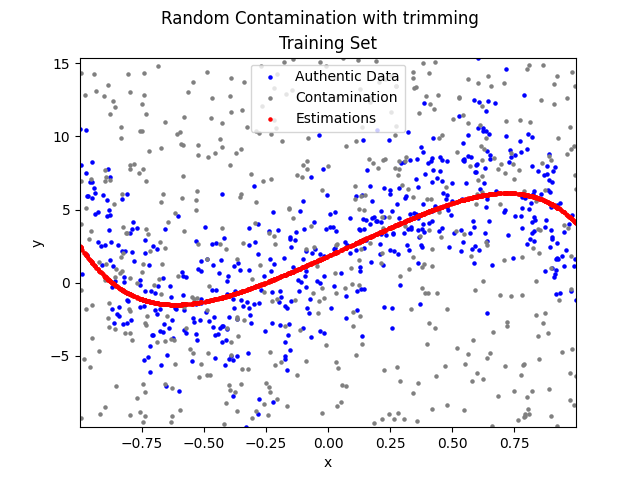 Random Contamination with trimming
Training Set
Authentic Data
Contamination
Estimations
15
10
5
0
−5
y
−0.75 −0.50 −0.25 0.00 0.25 0.50 0.75
x